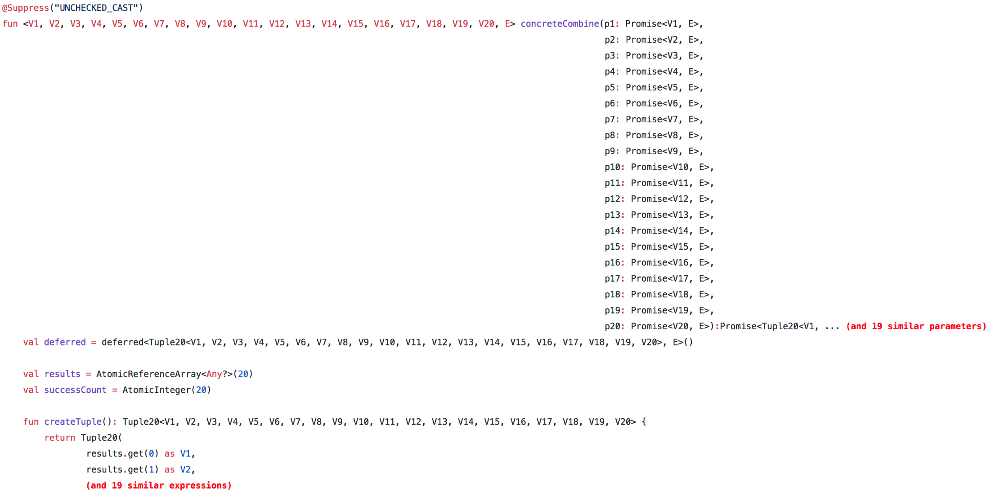 @Suppress("UNCHECKED_CAST")
fun <V1, V2, V3, V4, V5, V6, V7, V8, V9, V10, V11, V12, V13, V14, V15, V16, V17, V18, V19, V20, E> concreteCombine(p1: Promise<V1, E>,
p2: Promise<V2, E>,
p3: Promise<V3, E>,
p4: Promise<V4, E>,
p5: Promise<V5, E>,
p6: Promise<V6, E>,
p7: Promise<V7, E>,
p8: Promise<V8, E>,
p9: Promise<V9, E>,
p10: Promise<V10, E>,
p11: Promise<V11, E>,
p12: Promise<V12, E>,
p13: Promise<V13, E>,
p14: Promise<V14, E>,
p15: Promise<V15, E>,
p16: Promise<V16, E>,
p17: Promise<V17, E>,
p18: Promise<V18, E>,
p19: Promise<V19, E>,
p20: Promise<V20, E>):Promise<Tuple20<V1, ... (and 19 similar parameters)
val deferred = deferred<Tuple20<V1, V2, V3, V4, V5, V6, V7, V8, V9, V10, V11, V12, V13, V14, V15, V16, V17, V18, V19, V20>, E>()
val results = AtomicReferenceArray<Any?>(20)
val successCount = AtomicInteger(20)
fun createTuple(): Tuple20<V1, V2, V3, V4, V5, V6, V7, V8, V9, V10, V11, V12, V13, V14, V15, V16, V17, V18, V19, V20> {
return Tuple20(
results.get(0) as V1,
results.get(1) as V2,
(and 19 similar expressions)